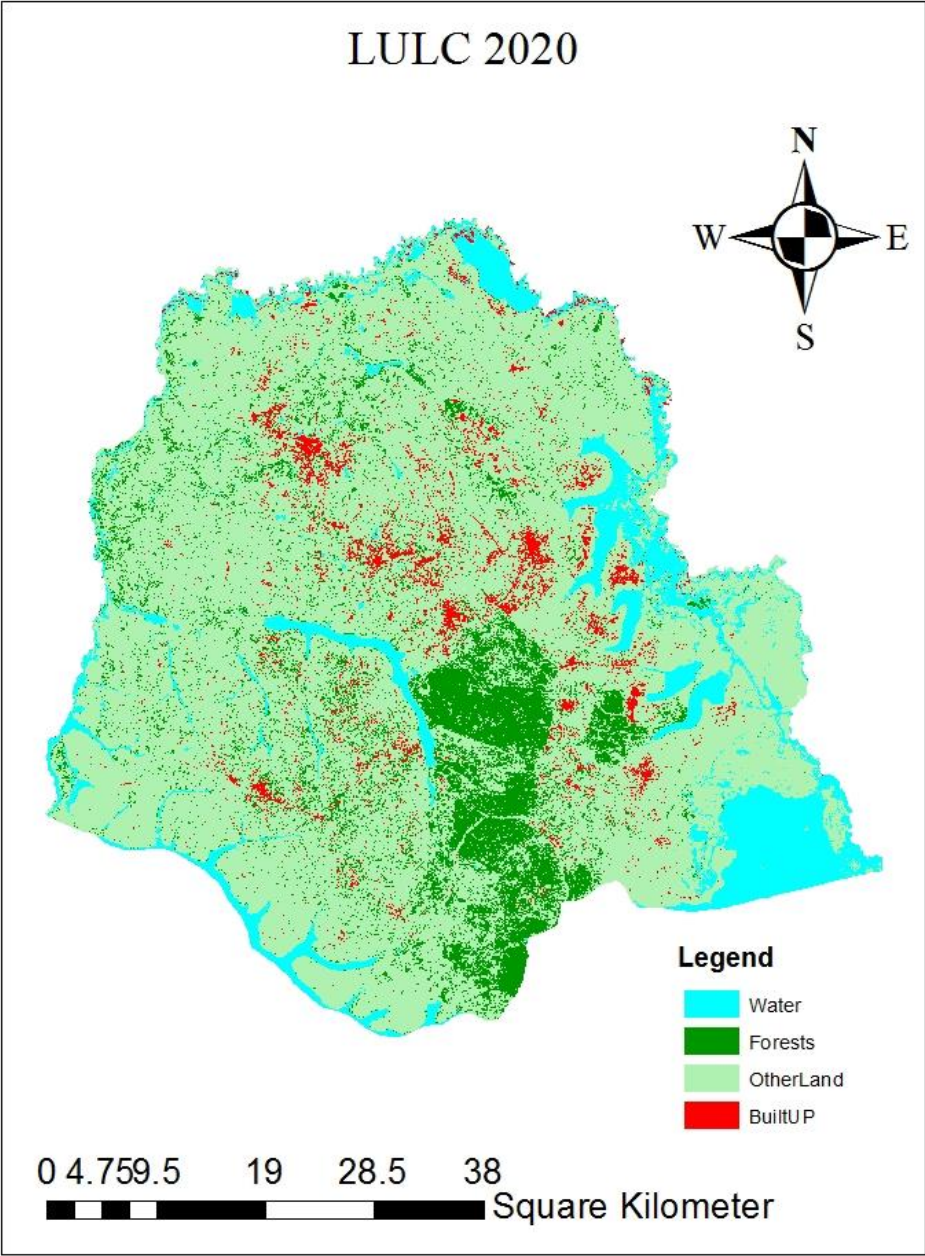 LULC 2020
N
W E
S
Legend
Water
Forests
OtherLand
BuiltUP
0 4.759.5 19 28.5 38
Square Kilometer